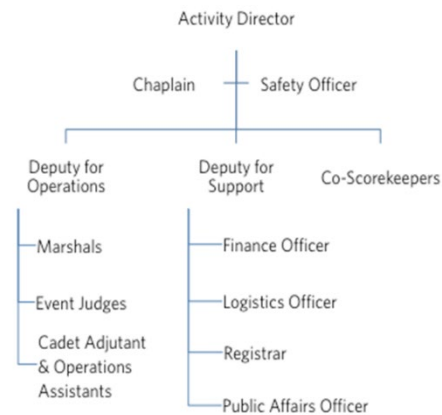 Activity Director
Chaplain
Safety Officer
Deputy for
Operations
Deputy for
Support
Co-Scorekeepers
Marshals
Event Judges
Cadet Adjutant
& Operations
Assistants
Finance Officer
Logistics Officer
Registrar
Public Affairs Officer